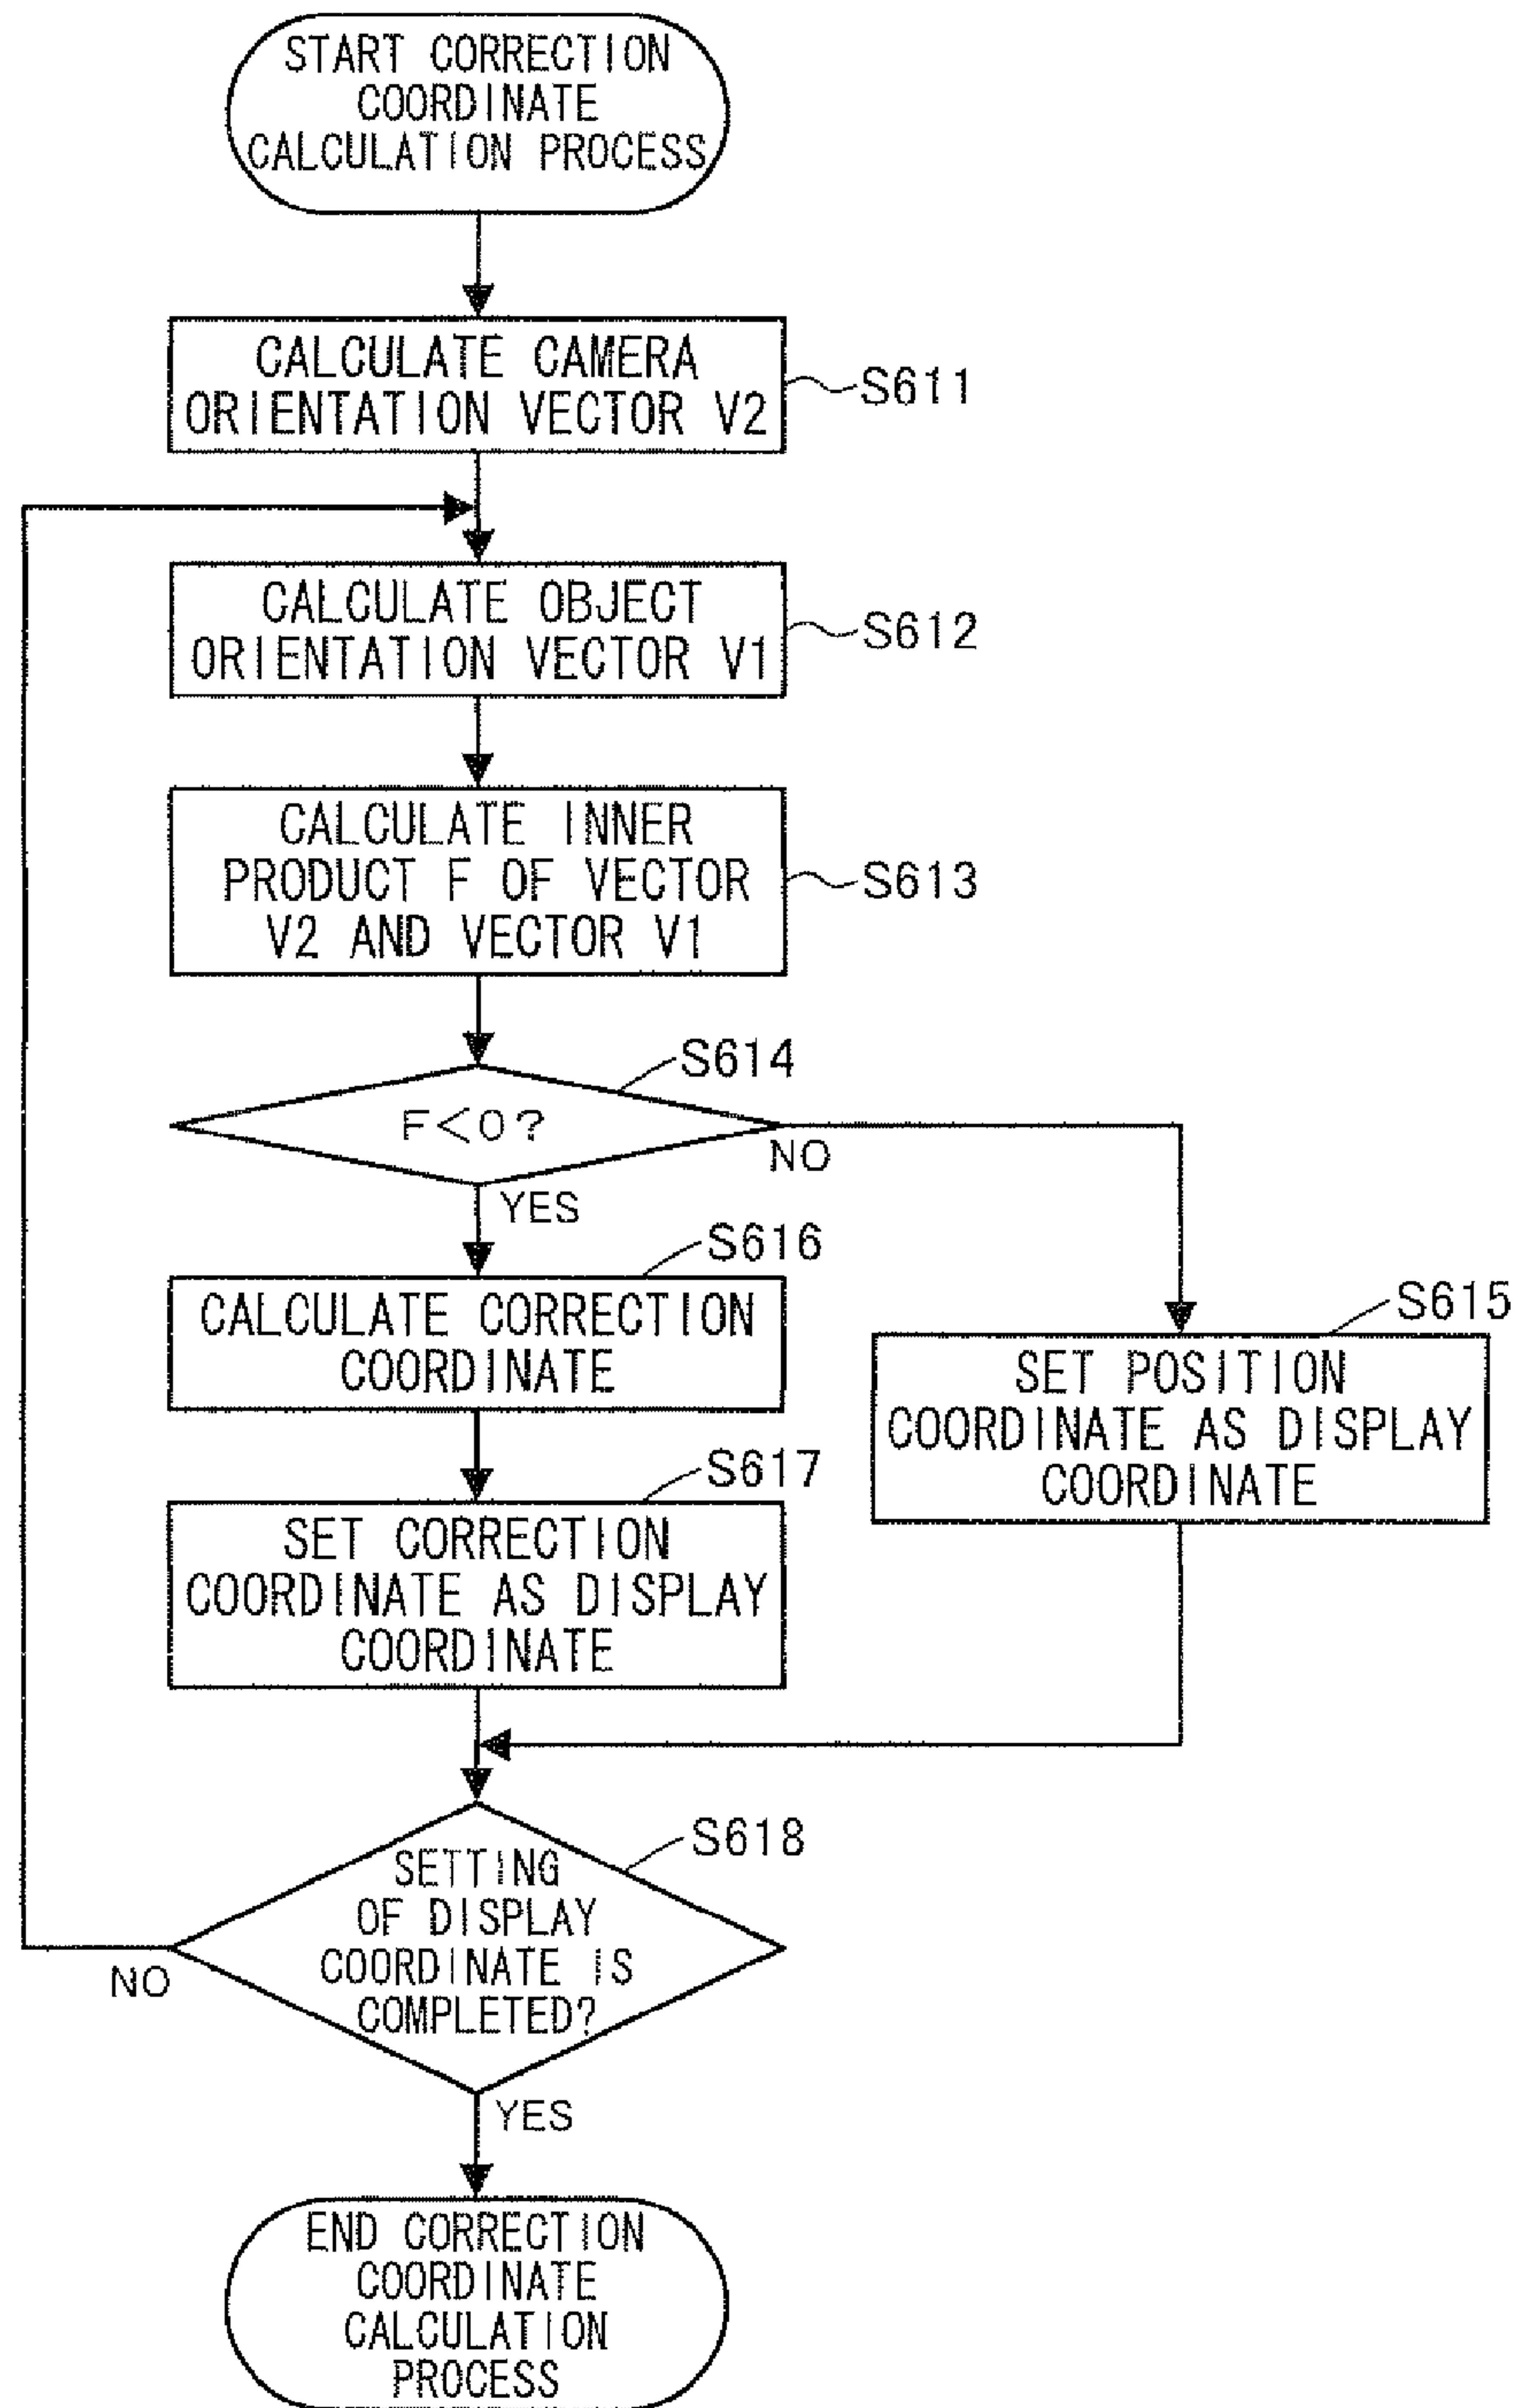 START CORRECTION
COORDINATE
CALCULATION PROCESS
CALCULATE CAMERA
ORIENTATION VECTOR V2
S611
CALCULATE OBJECT
ORIENTATION VECTOR V1
S612
CALCULATE INNER
PRODUCT F OF VECTOR
V2 AND VECTOR V1
S613
S614
F<0?
NO
YES
S616
CALCULATE CORRECTION
COORDINATE
S615
SET POSITION
COORDINATE AS DISPLAY
COORDINATE
S617
SET CORRECTION
COORDINATE AS DISPLAY
COORDINATE
S618
SETTING
OF DISPLAY
COORDINATE IS
COMPLETED?
NO
YES
END CORRECTION
COORDINATE
CALCULATION
PROCESS